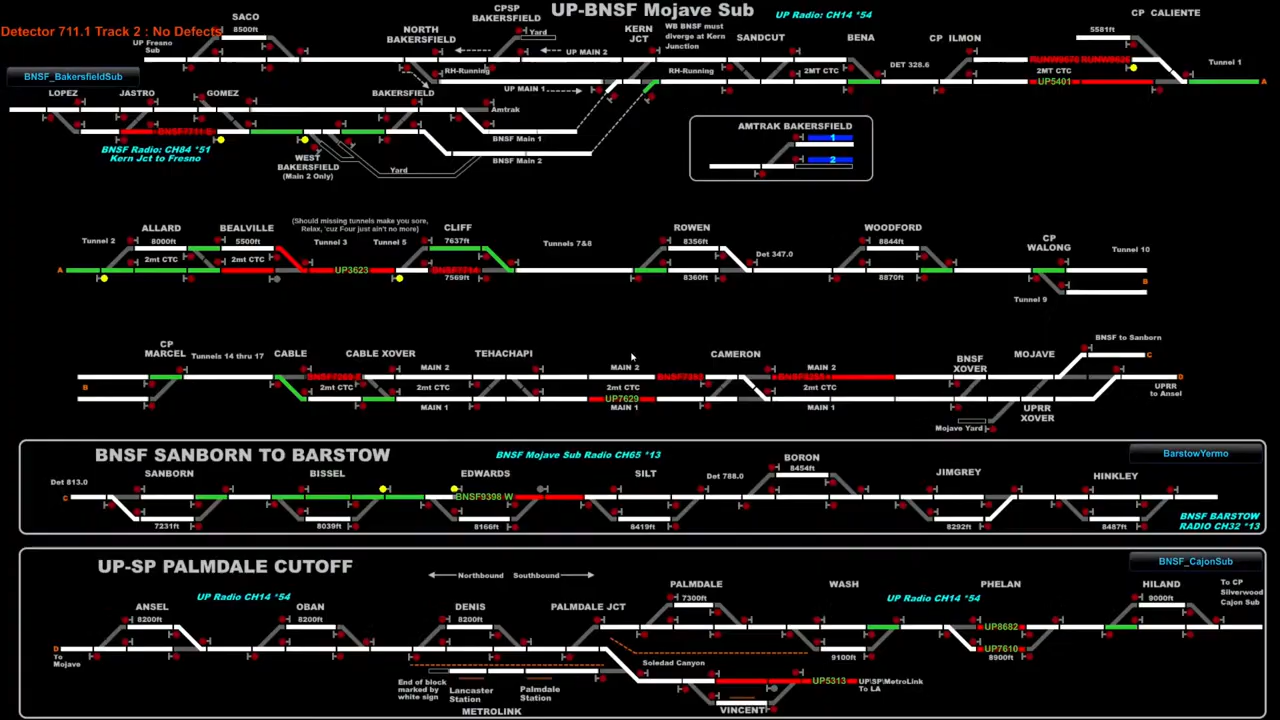 UP-BNSF Mojave Sub
UP Radio: CH14 *54
CP CALIENTE
Detector 711.1 Track 2 : No Defects
SACO
8500ft
UP Fresno
Sub
NORTH
BAKERSFIELD
CPSP
BAKERSFIELD
Yard
UP MAIN 2
KERN
JCT
WB BNSF must
diverge at Kern
Junction
SANDCUT
BENA
CP ILMON
5581ft
Tunnel 1
BNSF_BakersfieldSub
RH-Running
UP MAIN 1
RH-Running
2MT CTC
DET 328.6
2MT CTC
UP5401
A
LOPEZ
JASTRO
GOMEZ
BAKERSFIELD
Amtrak
BNSF7711 E
BNSF Main 1
BNSF Main 2
BNSF Radio: CH84 *51
Kern Jct to Fresno
WEST
BAKERSFIELD
(Main 2 Only)
Yard
AMTRAK BAKERSFIELD
1
2
Tunnel 2
ALLARD
8000ft
2mt CTC
BEALVILLE
5500ft
2mt CTC
(Should missing tunnels make you sore,
Relax, 'cuz Four just ain't no more)
Tunnel 3
Tunnel 5
CLIFF
7637ft
7569ft
Tunnels 7&8
ROWEN
8356ft
8360ft
Det 347.0
WOODFORD
8844ft
8870ft
CP
WALONG
Tunnel 10
Tunnel 9
A
UP3623
B
CP
MARCEL
Tunnels 14 thru 17
CABLE
CABLE XOVER
TEHACHAPI
CAMERON
BNSF
XOVER
MOJAVE
BNSF to Sanborn
C
MAIN 2
MAIN 2
MAIN 2
B
2mt CTC
2mt CTC
2mt CTC
2mt CTC
D
UPRR
to Ansel
MAIN 1
UP7629
MAIN 1
MAIN 1
UPRR
XOVER
Mojave Yard
BNSF SANBORN TO BARSTOW
BNSF Mojave Sub Radio CH65 *13
BarstowYermo
Det 813.0
C
SANBORN
7231ft
BISSEL
8039ft
EDWARDS
BNSF9398 W
8166ft
SILT
8419ft
Det 788.0
BORON
8454ft
JIMGREY
8292ft
HINKLEY
8487ft
BNSF BARSTOW
RADIO CH32 *13
UP-SP PALMDALE CUTOFF
Northbound
Southbound
BNSF_CajonSub
UP Radio CH14 *54
UP Radio CH14 *54
ANSEL
8200ft
OBAN
8200ft
DENIS
8200ft
PALMDALE JCT
PALMDALE
7300ft
WASH
9100ft
PHELAN
UP8682
UP7610
8900ft
HILAND
9000ft
To CP
Silverwood
Cajon Sub
D
To
Mojave
Soledad Canyon
End of block
marked by
white sign
Lancaster
Station
Palmdale
Station
METROLINK
UP5313
UP\SP\MetroLink
To LA
VINCENT